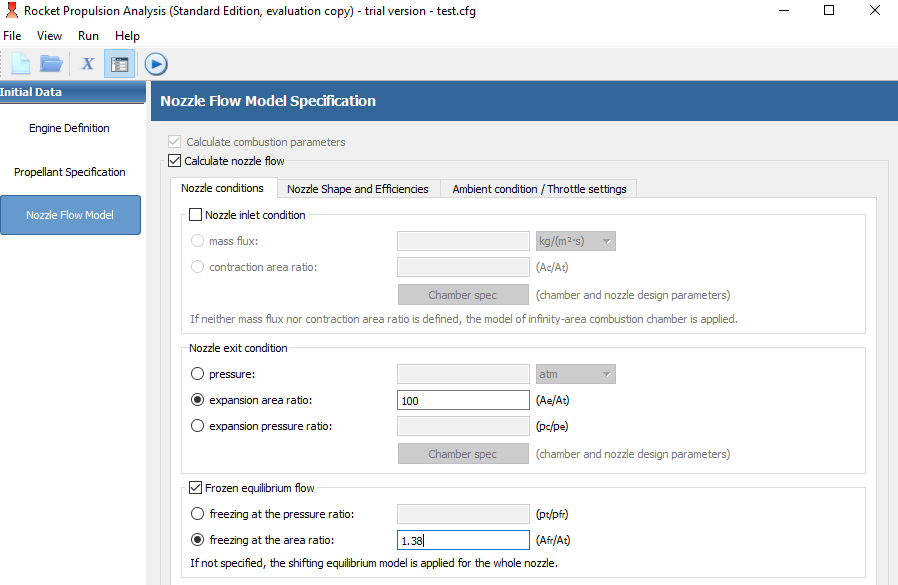 Rocket Propulsion Analysis (Standard Edition, evaluation copy) - trial version - test.cfg
File View Run Help
X
Initial Data
Nozzle Flow Model Specification
Engine Definition
Propellant Specification
Nozzle Flow Model
Calculate combustion parameters
Calculate nozzle flow
Nozzle conditions Nozzle Shape and Efficiencies Ambient condition / Throttle settings
Nozzle inlet condition
mass flux: kg/(m²·s)
contraction area ratio: (Ac/At)
Chamber spec (chamber and nozzle design parameters)
If neither mass flux nor contraction area ratio is defined, the model of infinity-area combustion chamber is applied.
Nozzle exit condition
pressure: atm
expansion area ratio: 100 (Ae/At)
expansion pressure ratio: (pc/pe)
Chamber spec (chamber and nozzle design parameters)
Frozen equilibrium flow
freezing at the pressure ratio: (pt/pfr)
freezing at the area ratio: 1.38 (Afr/At)
If not specified, the shifting equilibrium model is applied for the whole nozzle.